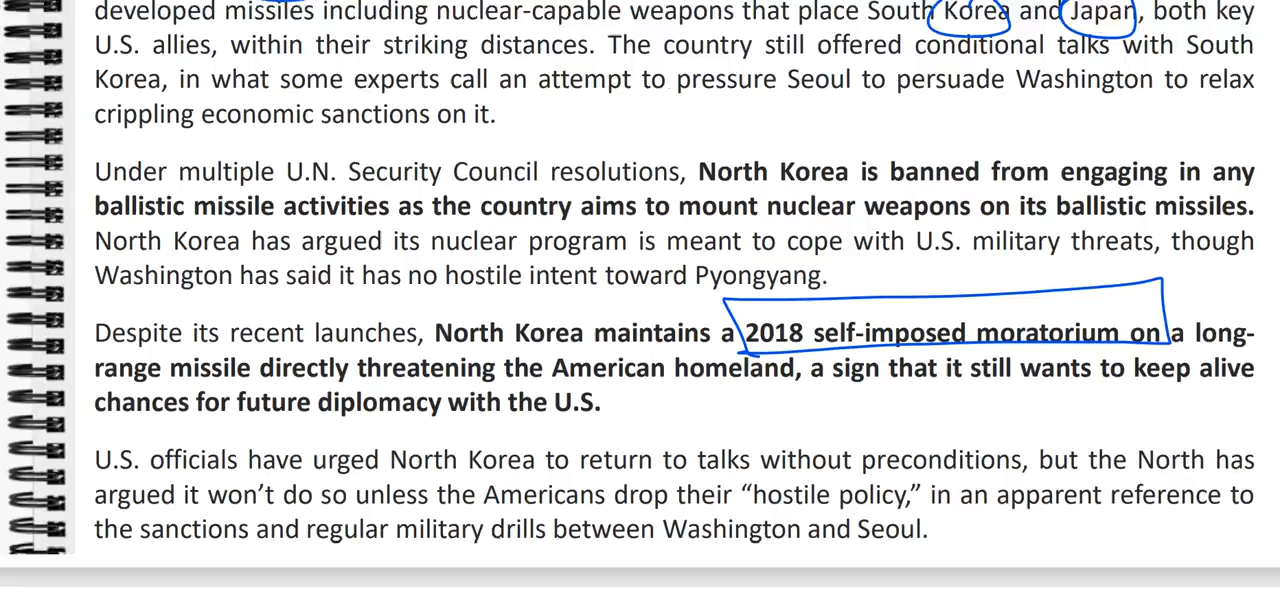 developed missiles including nuclear-capable weapons that place South Korea and Japan, both key
U.S. allies, within their striking distances. The country still offered conditional talks with South
Korea, in what some experts call an attempt to pressure Seoul to persuade Washington to relax
crippling economic sanctions on it.
Under multiple U.N. Security Council resolutions, North Korea is banned from engaging in any
ballistic missile activities as the country aims to mount nuclear weapons on its ballistic missiles.
North Korea has argued its nuclear program is meant to cope with U.S. military threats, though
Washington has said it has no hostile intent toward Pyongyang.
Despite its recent launches, North Korea maintains a 2018 self-imposed moratorium on a long-
range missile directly threatening the American homeland, a sign that it still wants to keep alive
chances for future diplomacy with the U.S.
U.S. officials have urged North Korea to return to talks without preconditions, but the North has
argued it won’t do so unless the Americans drop their “hostile policy,” in an apparent reference to
the sanctions and regular military drills between Washington and Seoul.